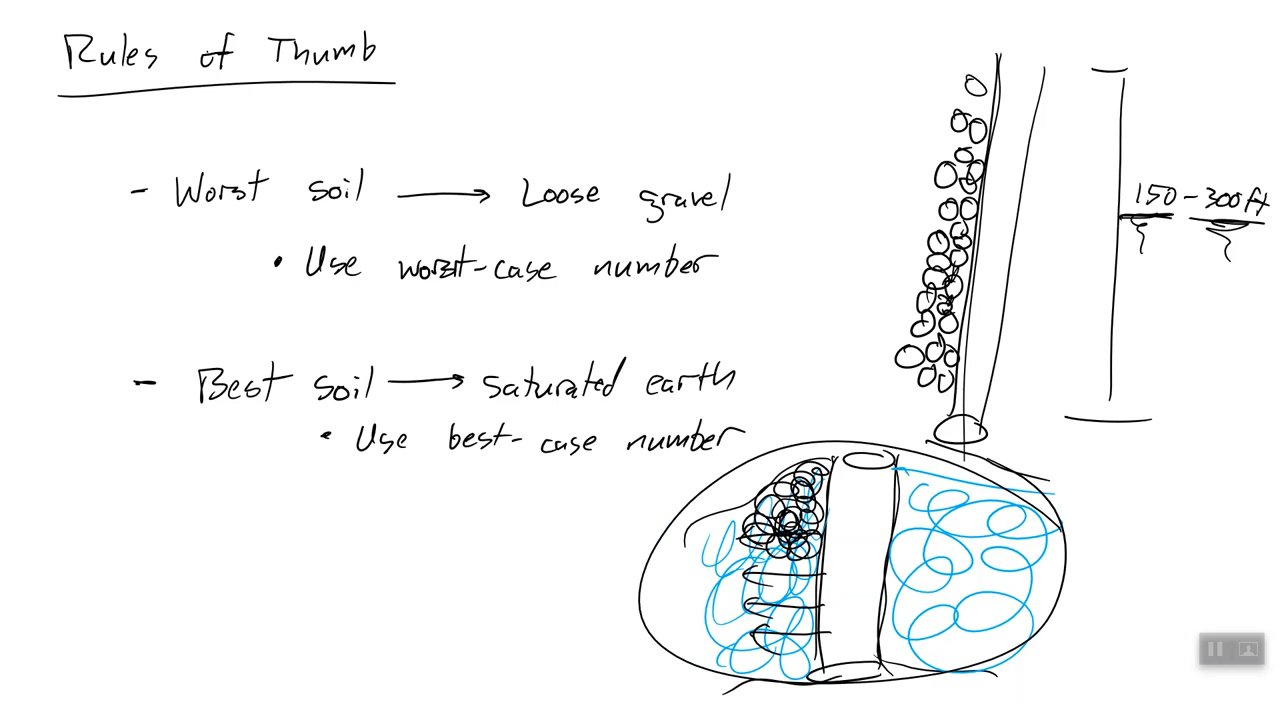 Rules of Thumb
- Worst soil → Loose gravel
• Use worst-case number
- Best soil → saturated earth
• Use best-case number
150-300ft